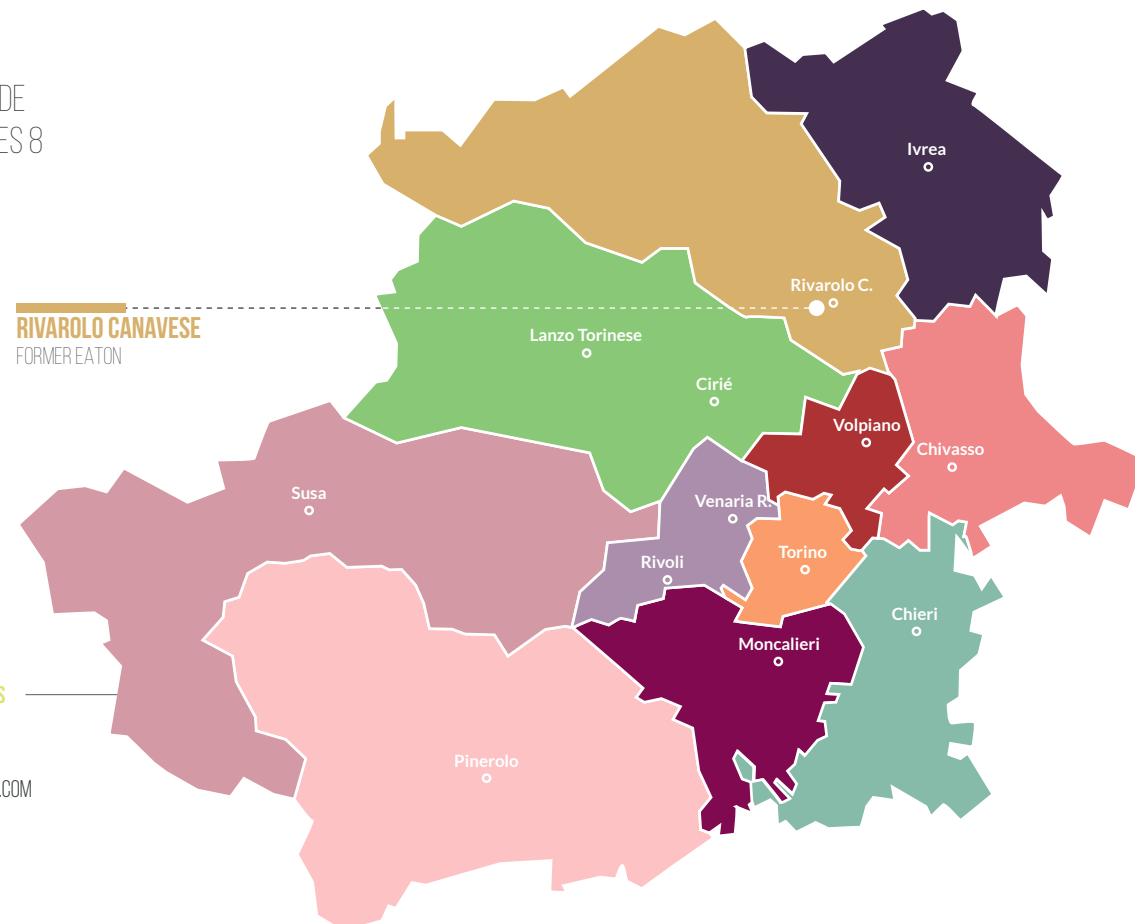 DE
ES 8
Ivrea
Rivarolo C.
RIVAROLO CANAVESE
FORMER EATON
Lanzo Torinese
Cirié
Volpiano
Chivasso
Susa
Venaria R.
Torino
Rivoli
Chieri
Moncalieri
S
Pinerolo
.COM